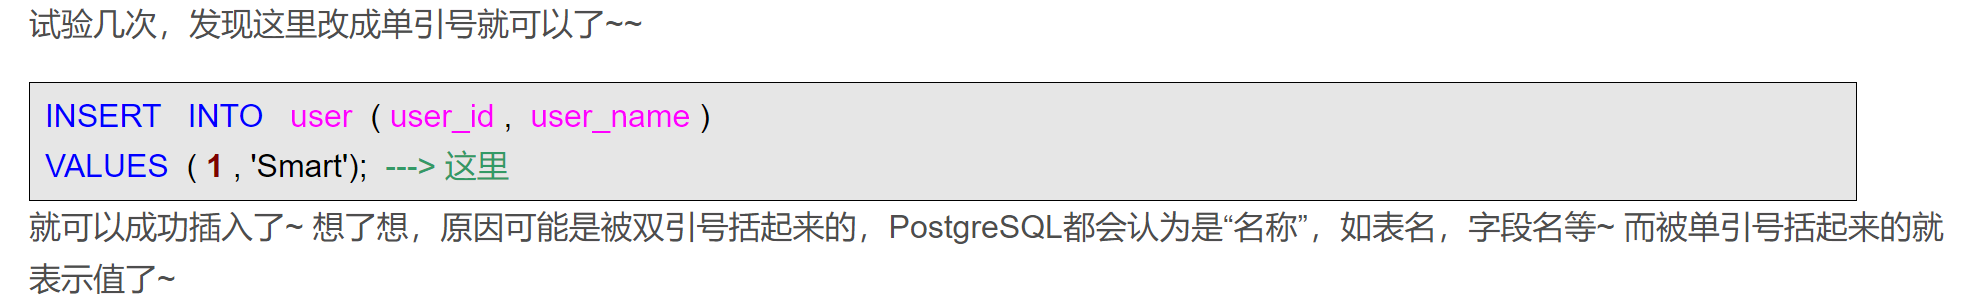 试验几次，发现这里改成单引号就可以了~~
INSERT INTO user ( user_id , user_name )
VALUES ( 1 , 'Smart'); ---> 这里
就可以成功插入了~ 想了想，原因可能是被双引号括起来的，PostgreSQL都会认为是“名称”，如表名，字段名等~ 而被单引号括起来的就
表示值了~